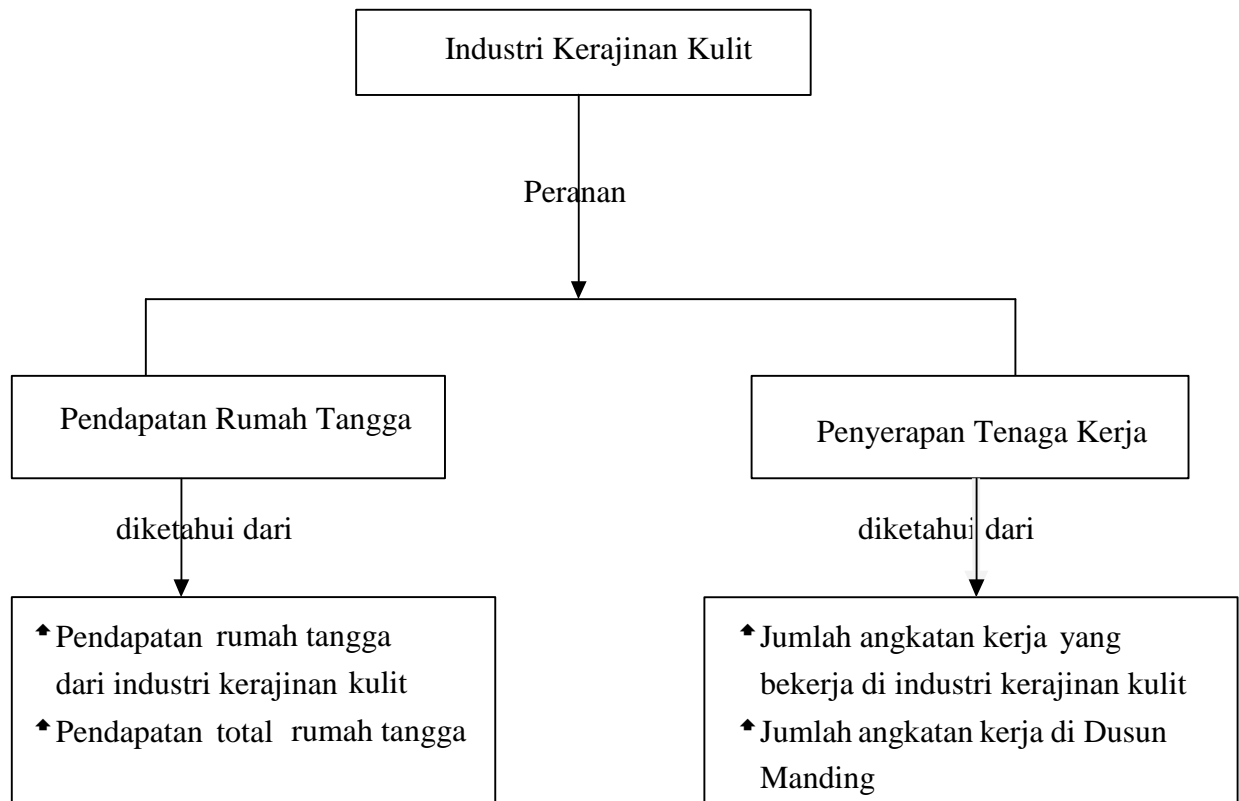 Industri Kerajinan Kulit
Peranan
Pendapatan Rumah Tangga
Penyerapan Tenaga Kerja
diketahui dari
diketahui dari
Pendapatan rumah tangga
dari industri kerajinan kulit
Pendapatan total rumah tangga
Jumlah angkatan kerja yang
bekerja di industri kerajinan kulit
Jumlah angkatan kerja di Dusun
Manding